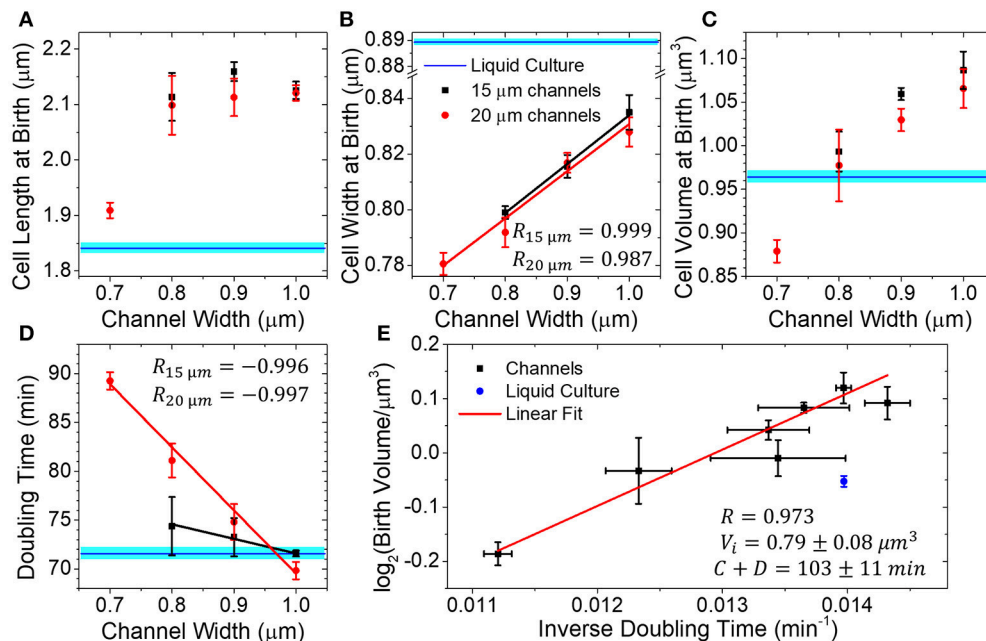 A
B
C
Cell Length at Birth (μm)
2.2
2.1
2.0
1.9
1.8
0.7 0.8 0.9 1.0
Channel Width (μm)
Cell Width at Birth (μm)
0.89
0.88
0.84
0.82
0.80
0.78
Liquid Culture
15 μm channels
20 μm channels
R15 μm = 0.999
R20 μm = 0.987
0.7 0.8 0.9 1.0
Channel Width (μm)
Cell Volume at Birth (μm³)
1.10
1.05
1.00
0.95
0.90
0.85
0.7 0.8 0.9 1.0
Channel Width (μm)
D
E
Doubling Time (min)
90
85
80
75
70
R15 μm = −0.996
R20 μm = −0.997
0.7 0.8 0.9 1.0
Channel Width (μm)
log2(Birth Volume/μm³)
0.2
0.1
0.0
-0.1
-0.2
Channels
Liquid Culture
Linear Fit
R = 0.973
Vi = 0.79 ± 0.08 μm³
C + D = 103 ± 11 min
0.011 0.012 0.013 0.014
Inverse Doubling Time (min⁻¹)